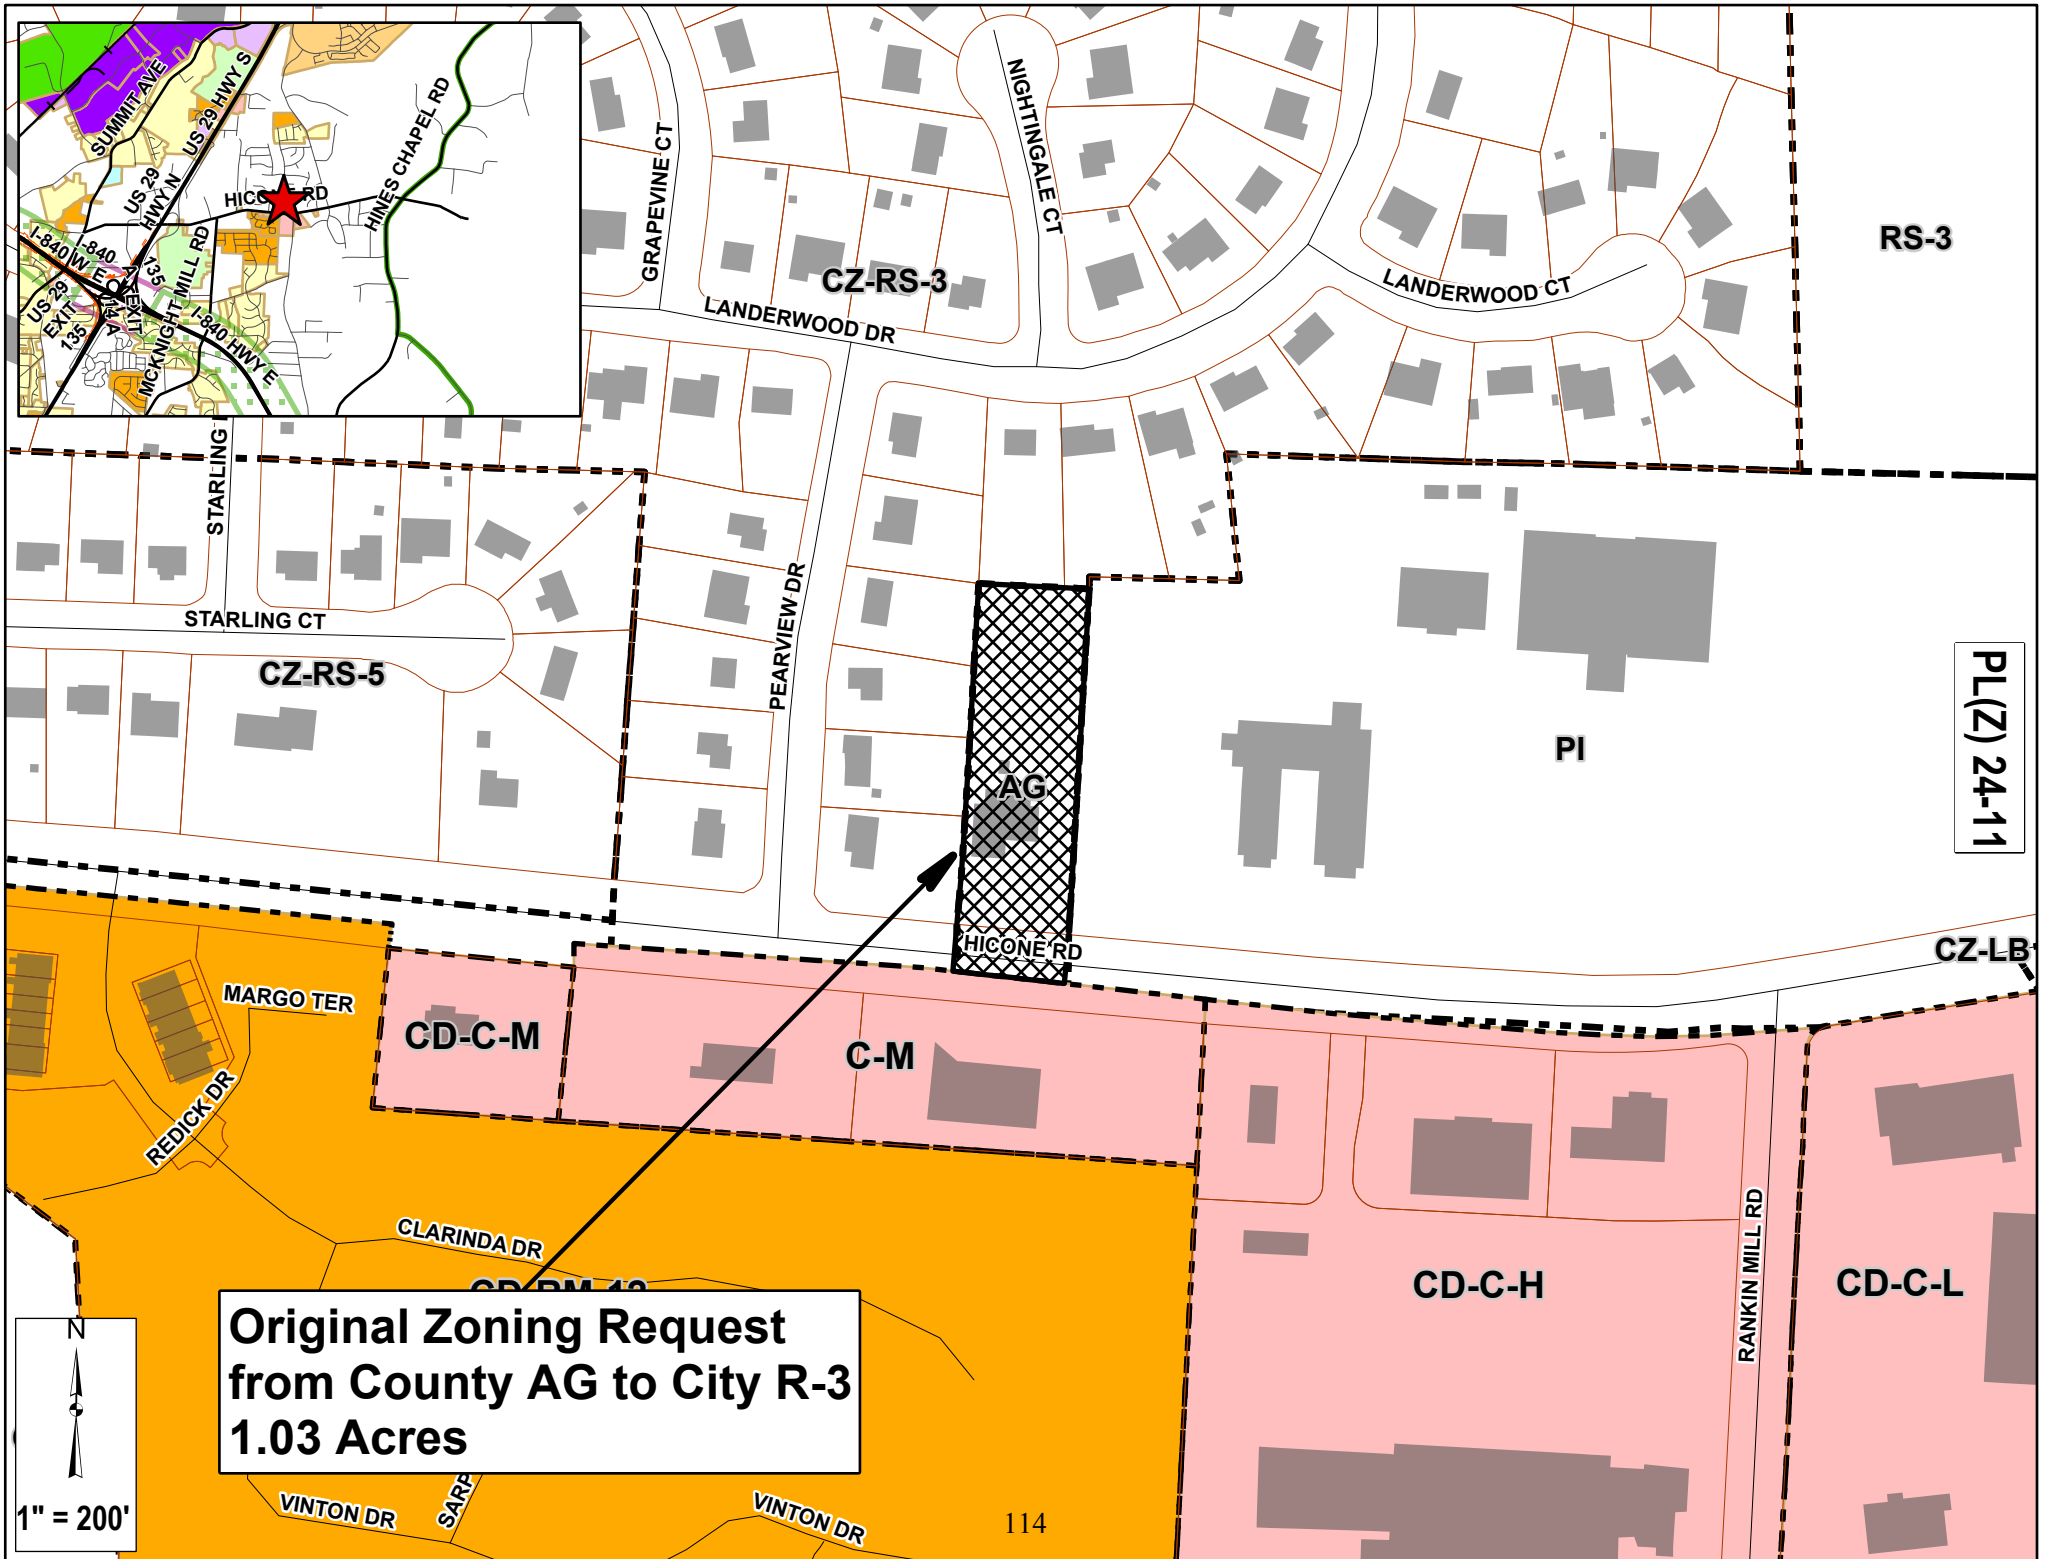 SUMMIT AVE
US 29 HWY S
US 29
HWY N
HINES CHAPEL RD
I-840 W
I-840
135
US 29
EXIT
135
MCKNIGHT MILL RD
I-840 HWY E
GRAPEVINE CT
NIGHTINGALE CT
RS-3
CZ-RS-3
LANDERWOOD CT
LANDERWOOD DR
STARLING
PEARVIEW DR
STARLING CT
CZ-RS-5
PL(Z) 24-11
PI
AG
HICONE RD
CZ-LB
MARGO TER
CD-C-M
C-M
REDICK DR
CLARINDA DR
RANKIN MILL RD
CD-C-H
CD-C-L
Original Zoning Request
from County AG to City R-3
1.03 Acres
N
1" = 200'
VINTON DR
SARP
VINTON DR
114